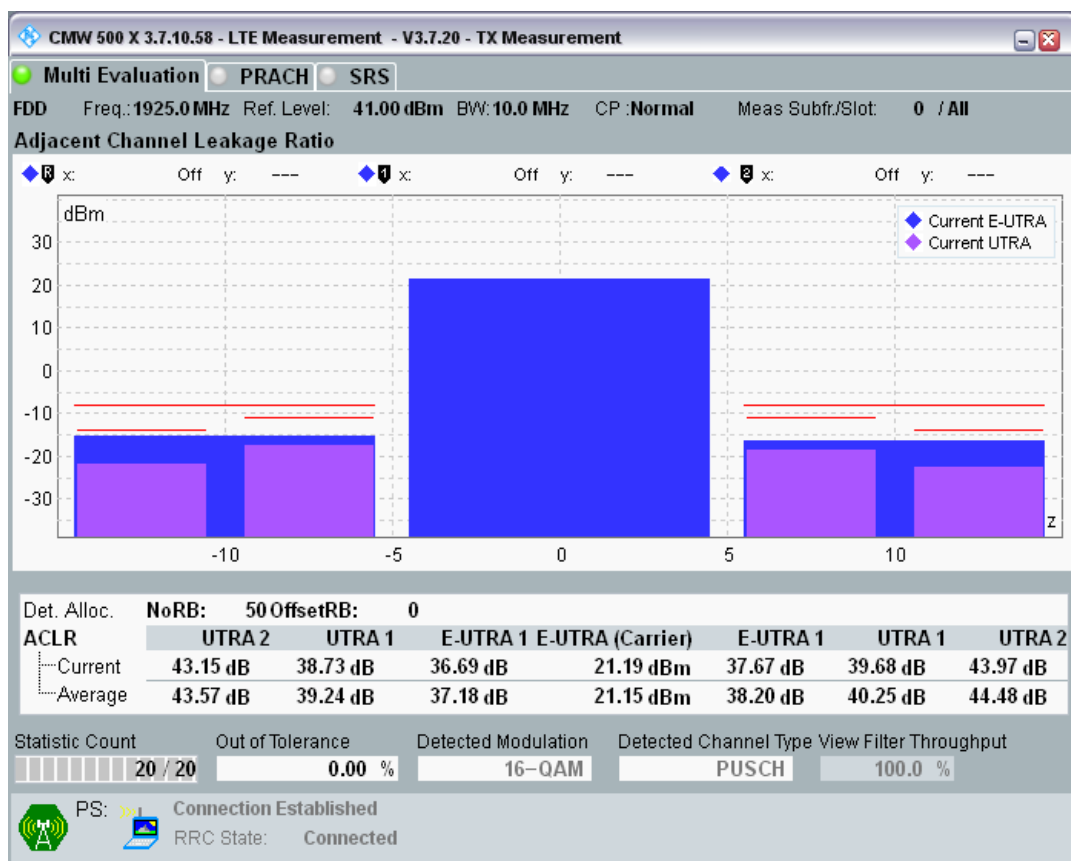 CMW 500 X 3.7.10.58 - LTE Measurement - V3.7.20 - TX Measurement
Multi Evaluation PRACH SRS
FDD Freq.: 1925.0 MHz Ref. Level: 41.00 dBm BW: 10.0 MHz CP : Normal Meas Subfr./Slot: 0 / All
Adjacent Channel Leakage Ratio
R x: Off y: --- 1 x: Off y: --- 2 x: Off y: ---
dBm
Current E-UTRA
Current UTRA
30
20
10
0
-10
-20
-30
z
-10 -5 0 5 10
Det. Alloc. NoRB: 50 OffsetRB: 0
ACLR UTRA 2 UTRA 1 E-UTRA 1 E-UTRA (Carrier) E-UTRA 1 UTRA 1 UTRA 2
Current 43.15 dB 38.73 dB 36.69 dB 21.19 dBm 37.67 dB 39.68 dB 43.97 dB
Average 43.57 dB 39.24 dB 37.18 dB 21.15 dBm 38.20 dB 40.25 dB 44.48 dB
Statistic Count Out of Tolerance Detected Modulation Detected Channel Type View Filter Throughput
20 / 20 0.00 % 16-QAM PUSCH 100.0 %
PS: Connection Established
RRC State: Connected